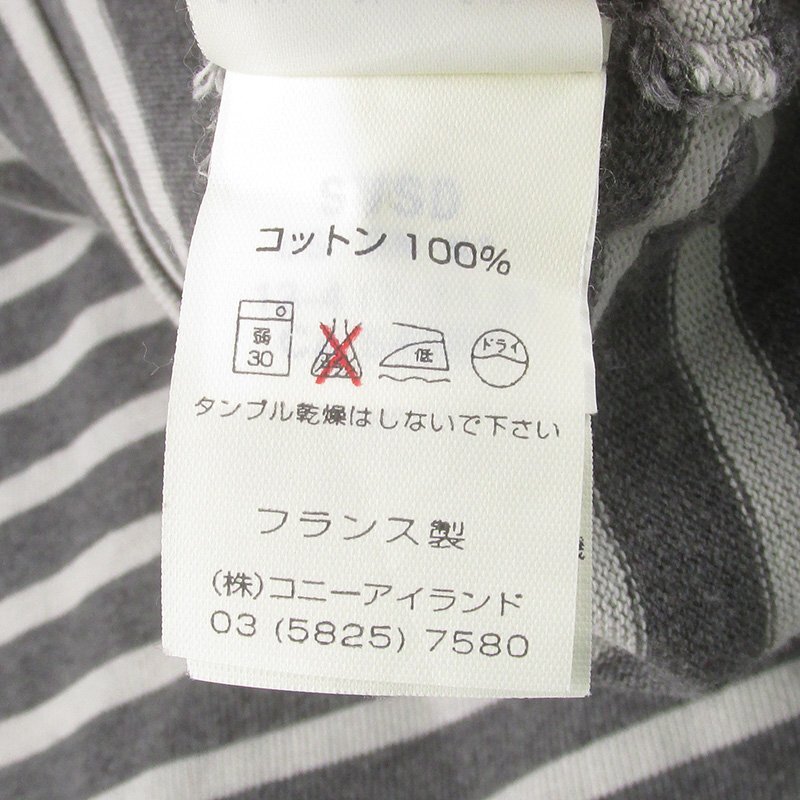 コットン 100%
弱
30
低
ドライ
タンブル乾燥はしないで下さい
フランス製
(株)コニーアイランド
03 (5825) 7580